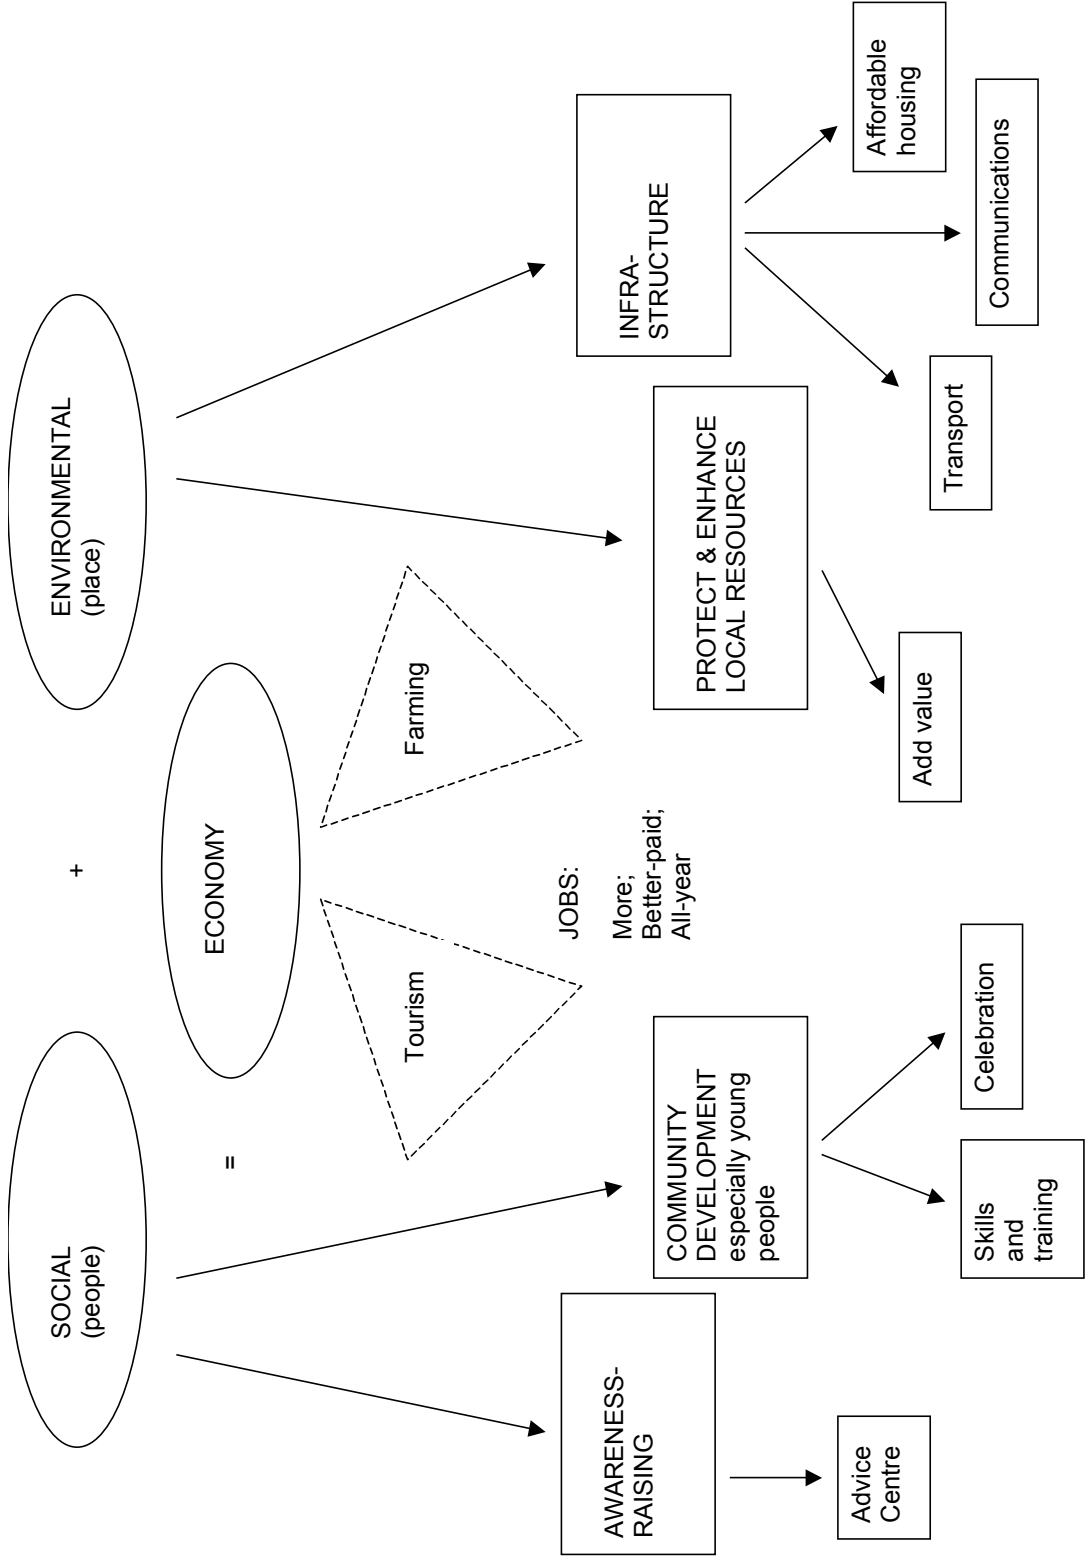 SOCIAL
(people)
+
ENVIRONMENTAL
(place)
=
ECONOMY
Tourism
Farming
JOBS:
More;
Better-paid;
All-year
AWARENESS-
RAISING
COMMUNITY
DEVELOPMENT
especially young
people
PROTECT & ENHANCE
LOCAL RESOURCES
INFRA-
STRUCTURE
Advice
Centre
Skills
and
training
Celebration
Add value
Transport
Communications
Affordable
housing